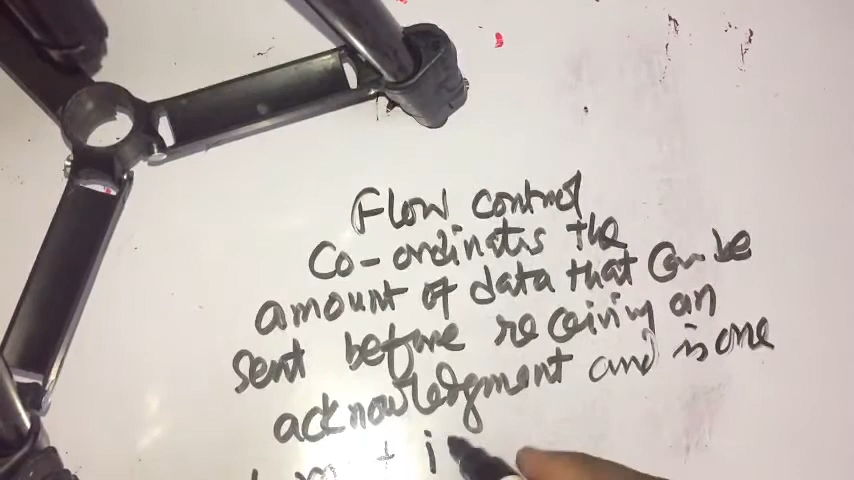 Flow control
Co-ordinates the
amount of data that can be
sent before receiving an
acknowledgment and is one